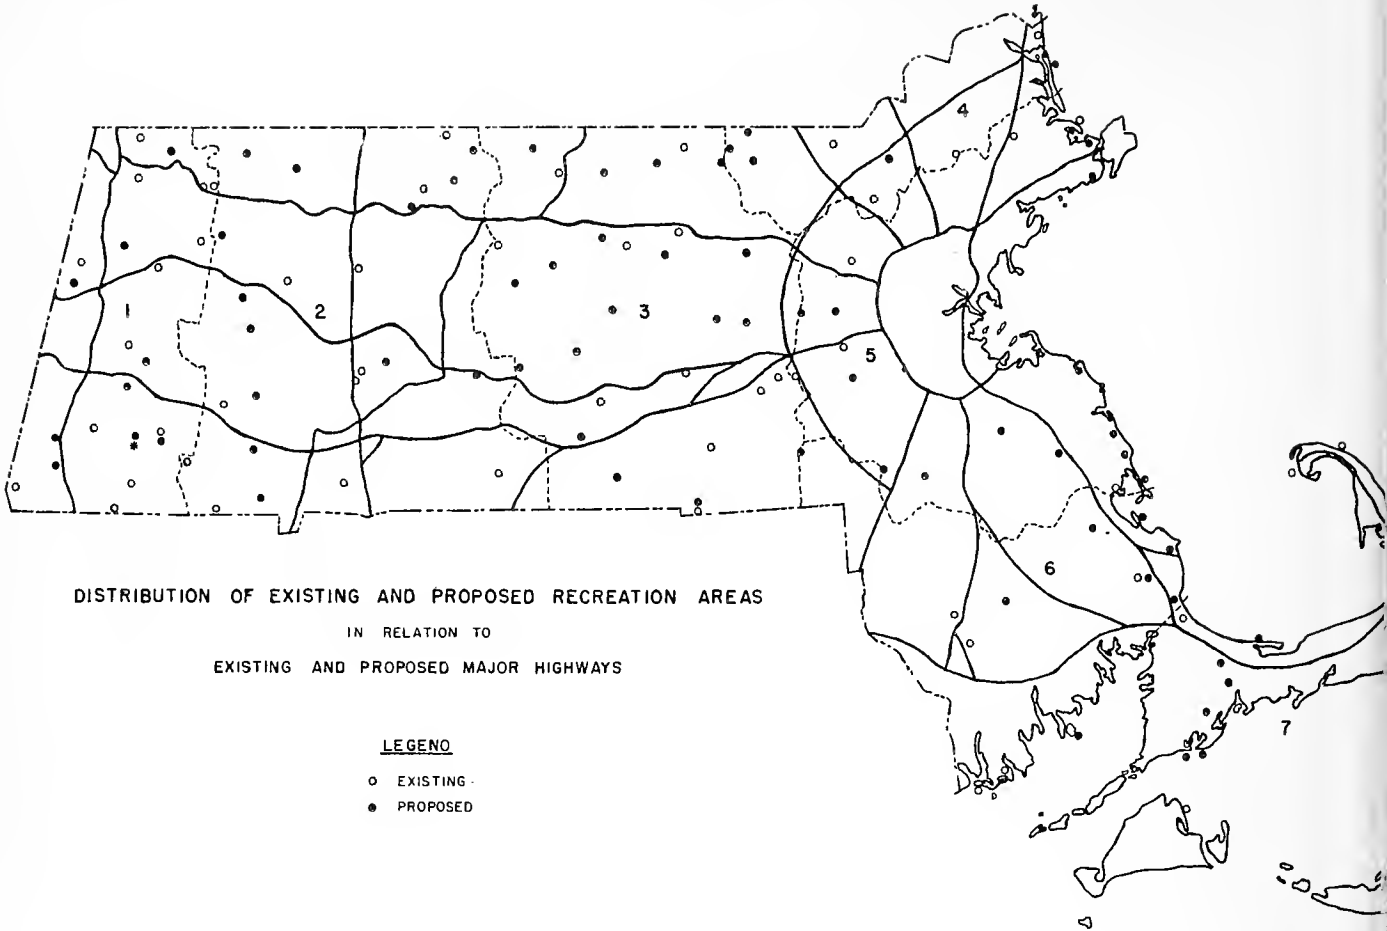 4
1
2
3
5
6
7
DISTRIBUTION OF EXISTING AND PROPOSED RECREATION AREAS
IN RELATION TO
EXISTING AND PROPOSED MAJOR HIGHWAYS
LEGENO
EXISTING
PROPOSED